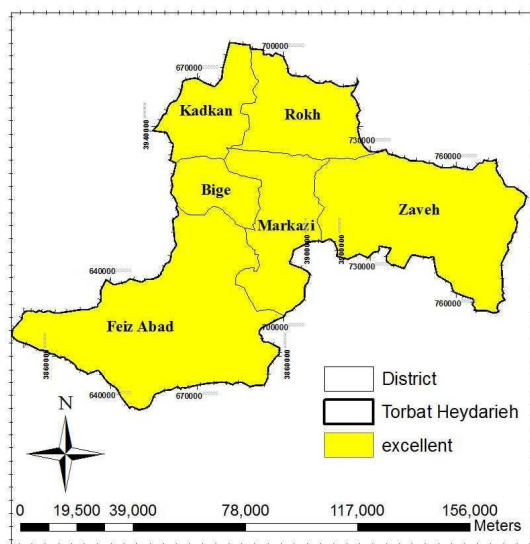 700000
670000
Kadkan
Rokh
3940000
730000
760000
Bige
Zaveh
Markazi
3900000
3900000
640000
730000
760000
Feiz Abad
700000
3860000
3860000
640000
670000
District
Torbat Heydarieh
excellent
N
0 19,500 39,000 78,000 117,000 156,000
Meters